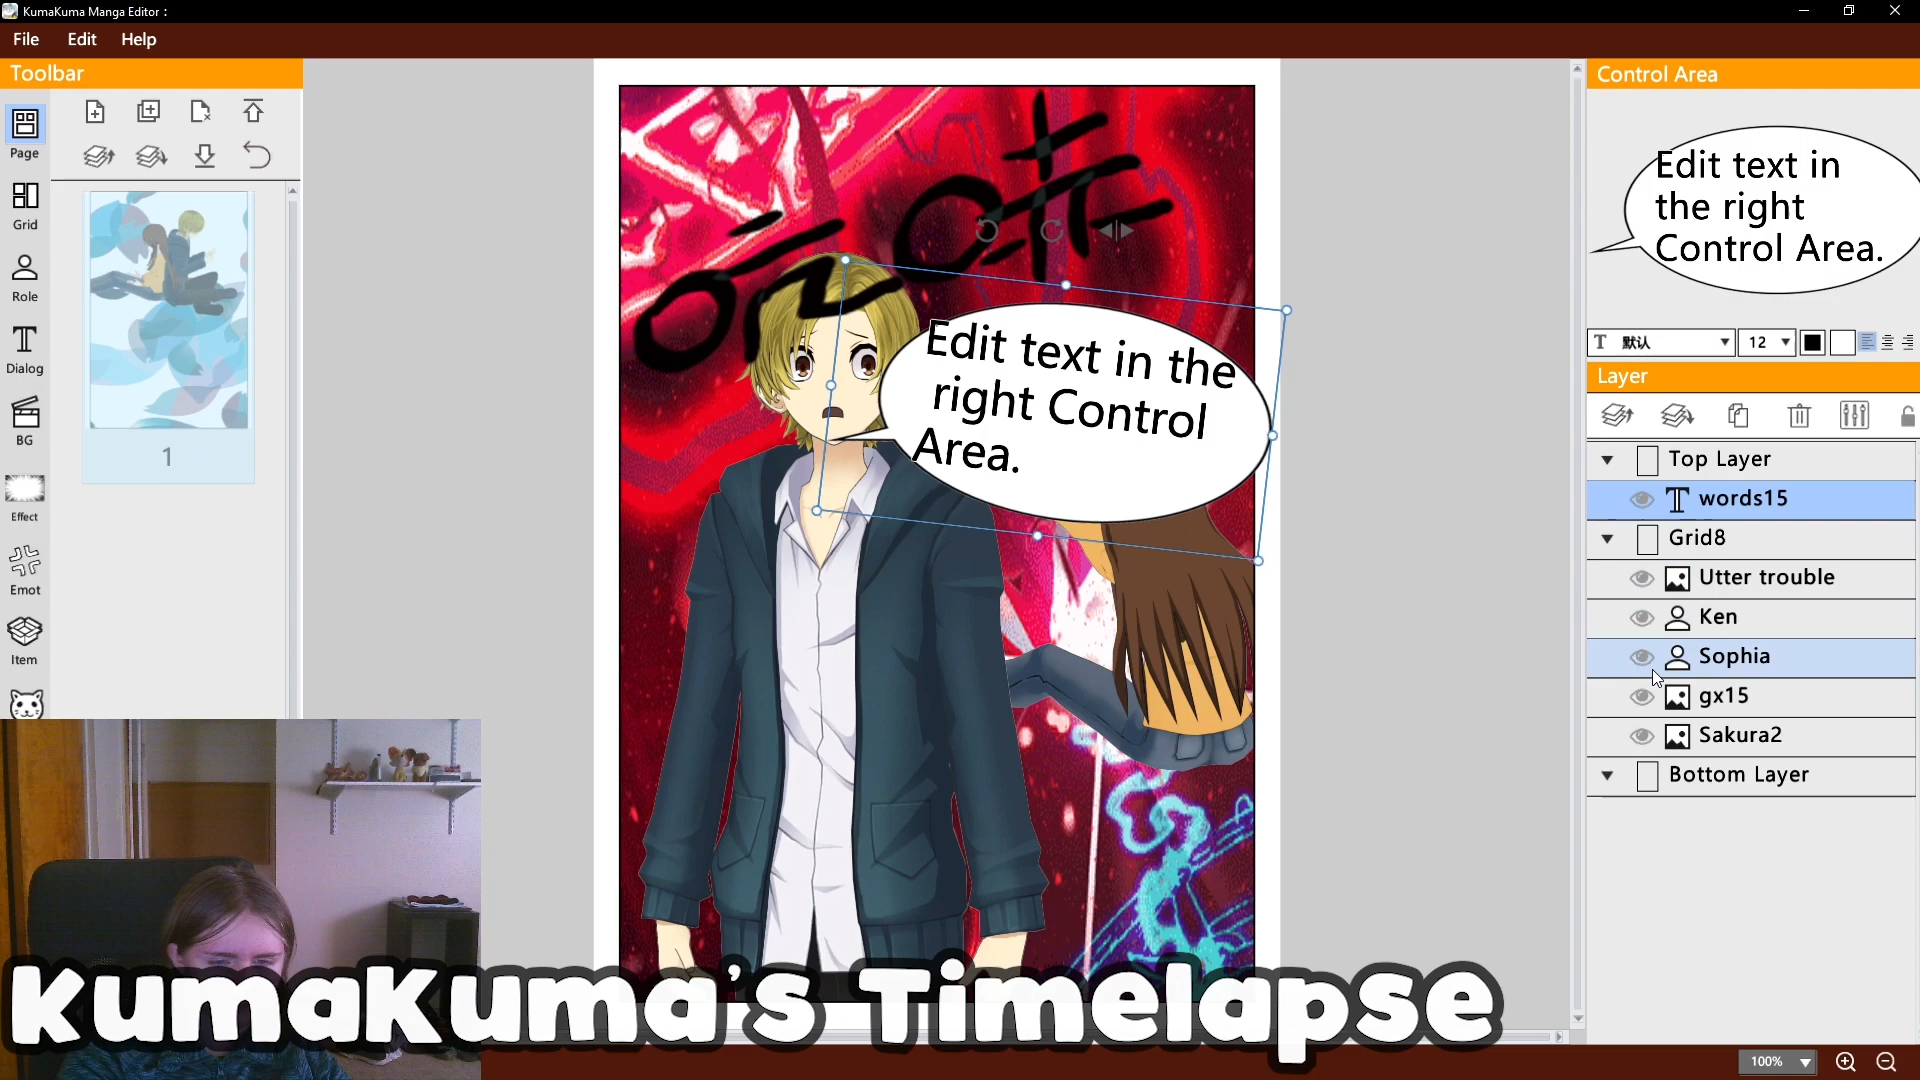 KumaKuma Manga Editor :
File Edit Help
Toolbar
Page
Grid
Role
Dialog
BG
Effect
Emot
Item
1
Edit text in the
right Control
Area.
Control Area
Edit text in
the right
Control Area.
默认 12
Layer
Top Layer
words15
Grid8
Utter trouble
Ken
Sophia
gx15
Sakura2
Bottom Layer
KumaKuma's Timelapse
100%